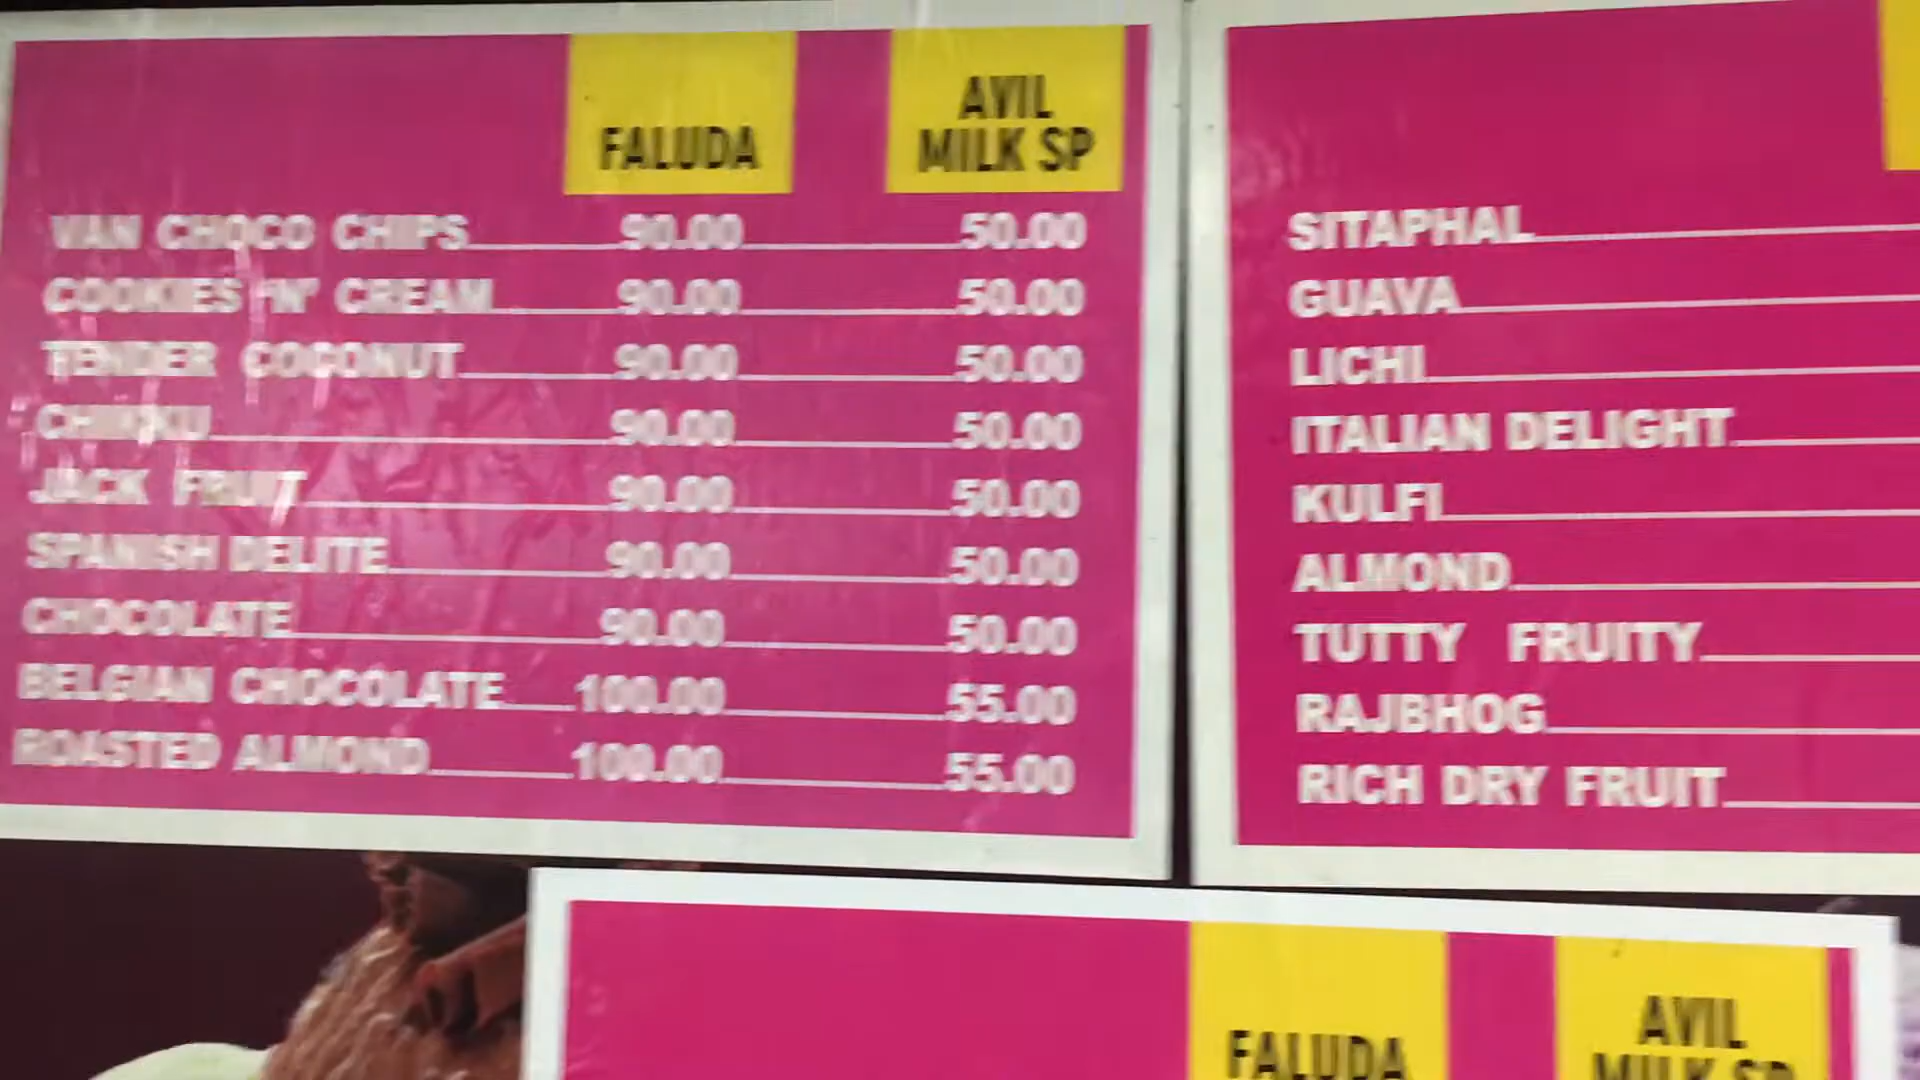 FALUDA
AVIL
MILK SP
VAN CHOCO CHIPS 90.00 50.00
COOKIES 'N' CREAM 90.00 50.00
TENDER COCONUT 90.00 50.00
CHIKKU 90.00 50.00
JACK FRUIT 90.00 50.00
SPANISH DELITE 90.00 50.00
CHOCOLATE 90.00 50.00
BELGIAN CHOCOLATE 100.00 55.00
ROASTED ALMOND 100.00 55.00
SITAPHAL
GUAVA
LICHI
ITALIAN DELIGHT
KULFI
ALMOND
TUTTY FRUITY
RAJBHOG
RICH DRY FRUIT
FALUDA
AVIL
MILK SP